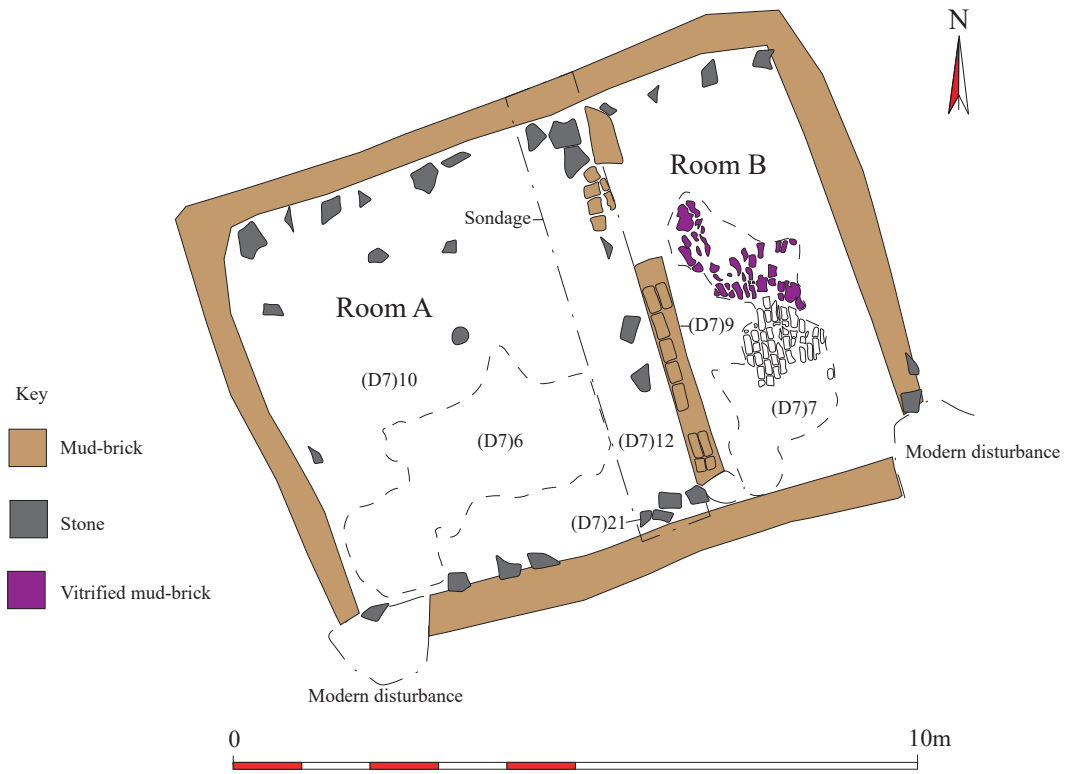 N
Room B
Sondage
Room A
(D7)9
(D7)10
Key
(D7)7
(D7)6
(D7)12
Mud-brick
Modern disturbance
Stone
(D7)21
Vitrified mud-brick
Modern disturbance
0
10m